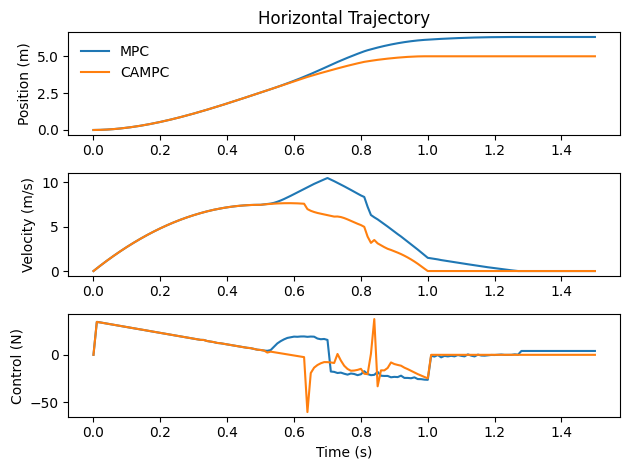 Horizontal Trajectory
Position (m)
5.0
2.5
0.0
MPC
CAMPC
0.0 0.2 0.4 0.6 0.8 1.0 1.2 1.4
Velocity (m/s)
10
5
0
0.0 0.2 0.4 0.6 0.8 1.0 1.2 1.4
Control (N)
0
−50
0.0 0.2 0.4 0.6 0.8 1.0 1.2 1.4
Time (s)